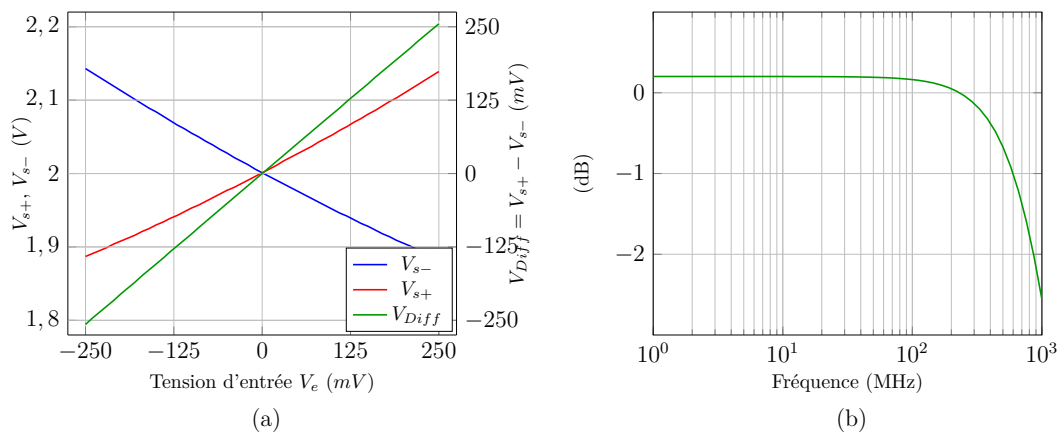 2, 2
2, 1
2
1, 9
1, 8
V_{s+}, V_{s−} (V)
−250
−125
0
125
250
Tension d'entrée V_e (mV)
250
125
0
−125
−250
V_{Diff} = V_{s+} − V_{s−} (mV)
V_{s−}
V_{s+}
V_{Diff}
(a)
0
−1
−2
(dB)
10^0
10^1
10^2
10^3
Fréquence (MHz)
(b)